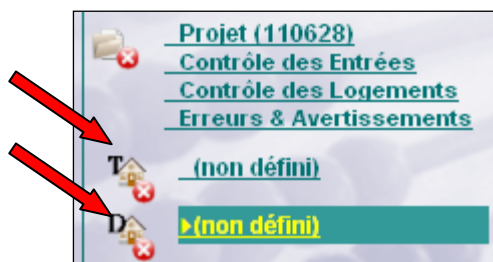 Projet (110628)
Contrôle des Entrées
Contrôle des Logements
Erreurs & Avertissements
T (non défini)
D ▸(non défini)